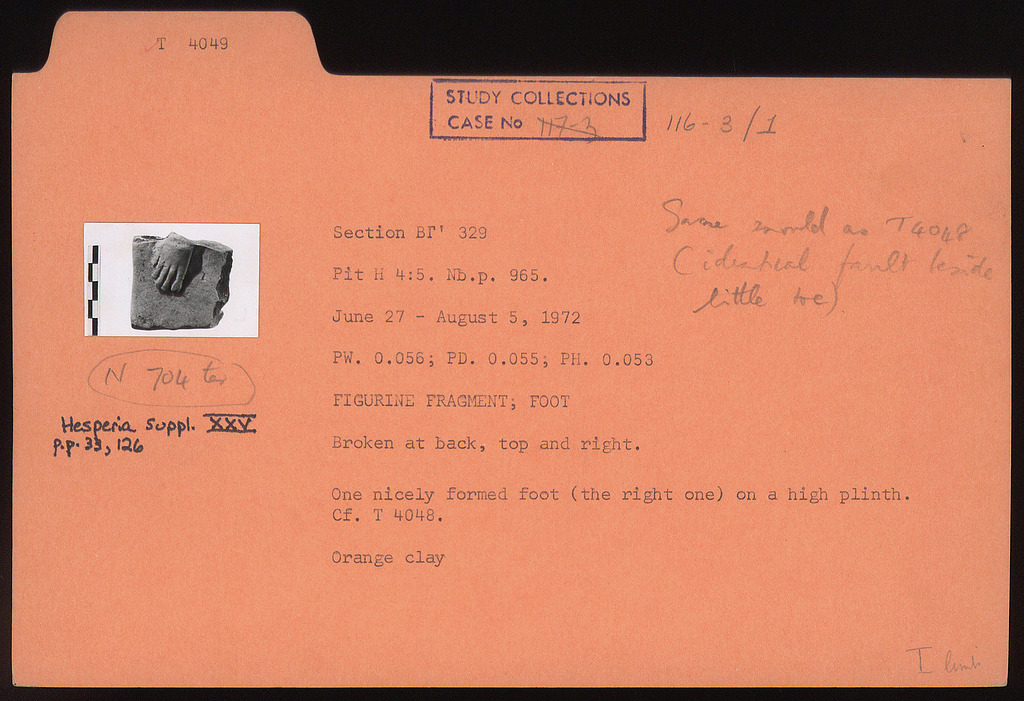 T 4049
STUDY COLLECTIONS
CASE No 117-3
116-3/1
Same mould as T4048
(identical fault beside
little toe)
Section ΒΓ' 329
Pit H 4:5. Nb.p. 965.
June 27 - August 5, 1972
PW. 0.056; PD. 0.055; PH. 0.053
FIGURINE FRAGMENT; FOOT
Broken at back, top and right.
One nicely formed foot (the right one) on a high plinth.
Cf. T 4048.
Orange clay
N 704 ter
Hesperia Suppl. XXV
p.p. 33, 126
I